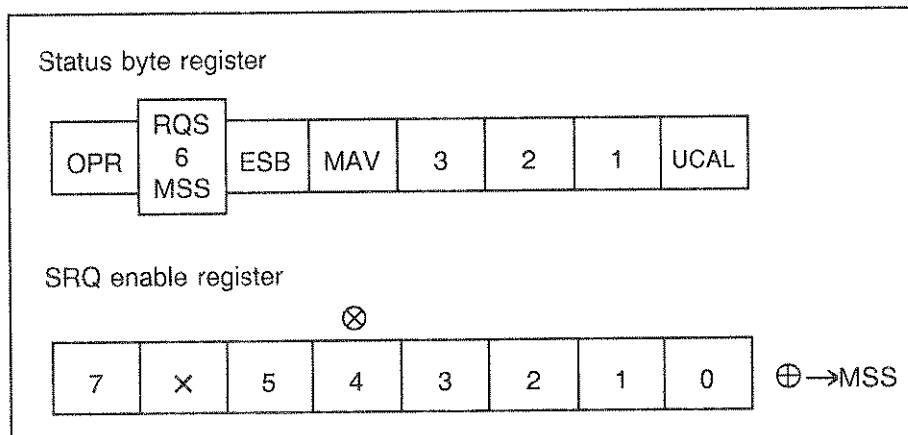 Status byte register
OPR RQS 6 MSS ESB MAV 3 2 1 UCAL
SRQ enable register
⊗
7 × 5 4 3 2 1 0 ⊕→MSS